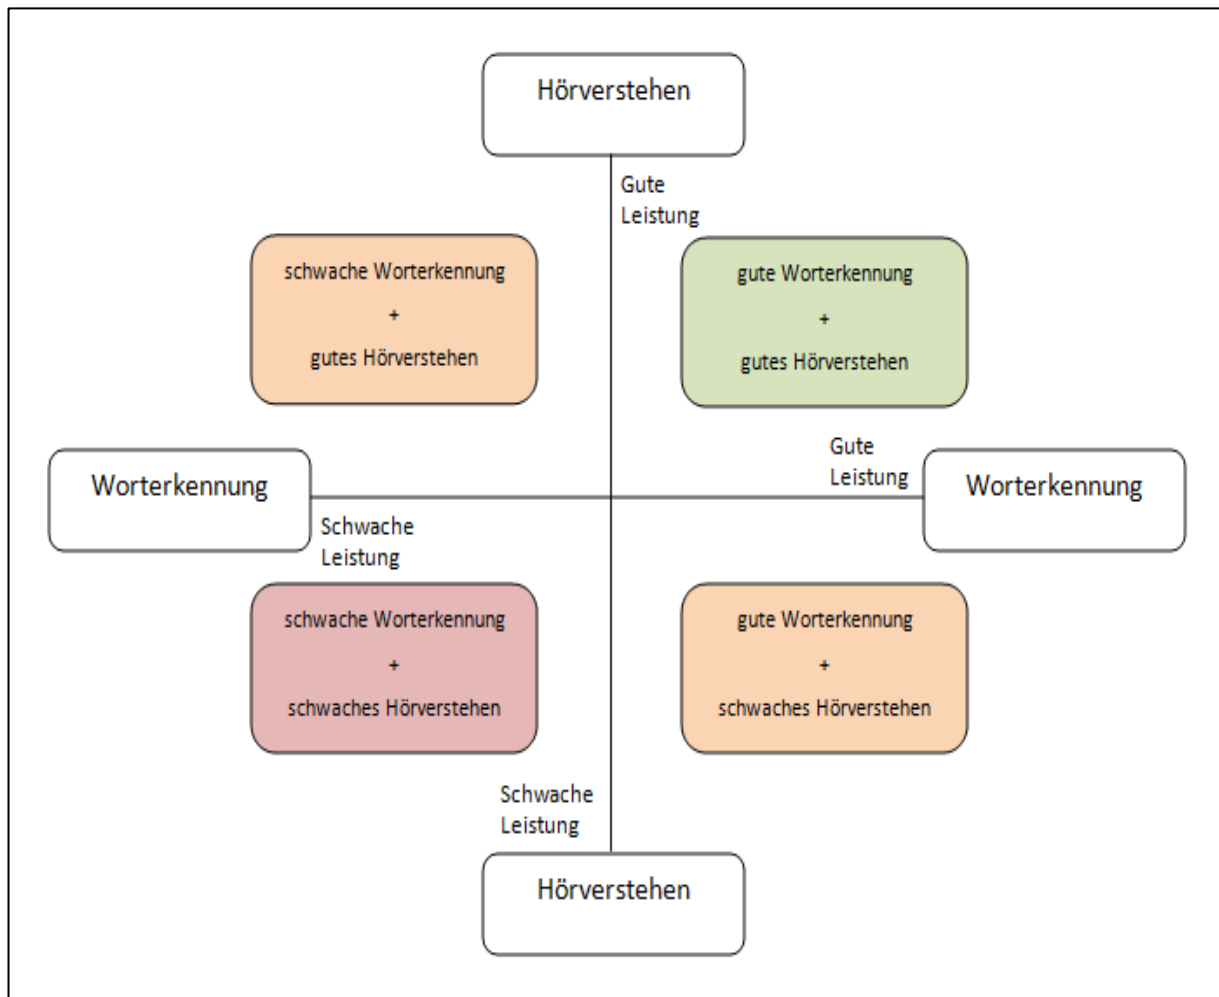 Hörverstehen
Gute
Leistung
schwache Worterkennung
+
gutes Hörverstehen
gute Worterkennung
+
gutes Hörverstehen
Worterkennung
Schwache
Leistung
Gute
Leistung
Worterkennung
schwache Worterkennung
+
schwaches Hörverstehen
gute Worterkennung
+
schwaches Hörverstehen
Schwache
Leistung
Hörverstehen